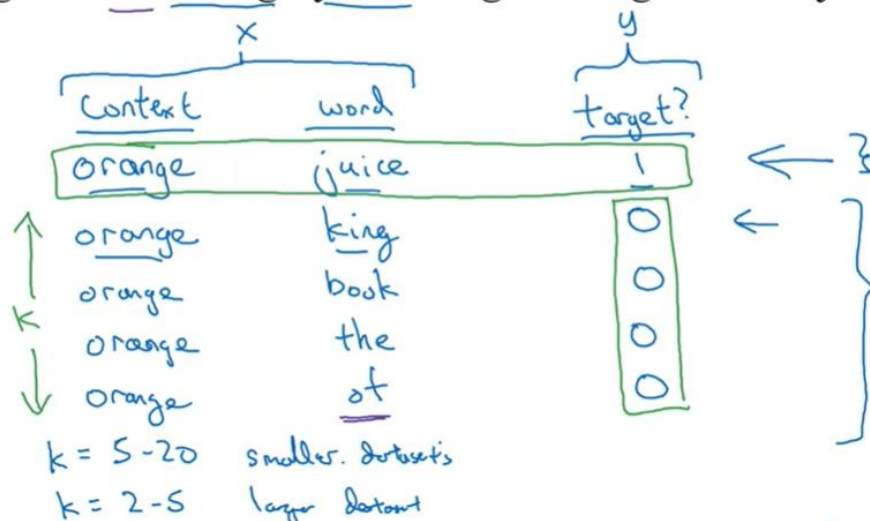 x y
Context word target?
orange juice 1
orange king 0
orange book 0
k
orange the 0
orange of 0
k = 5-20 smaller. datasets
k = 2-5 larger dataset